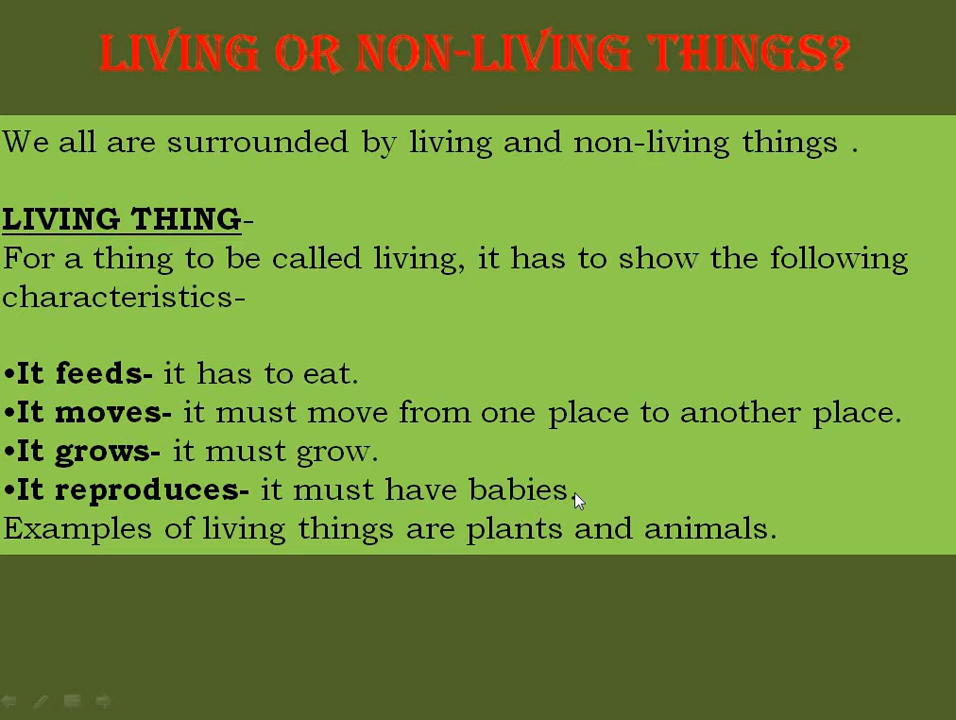 LIVING OR NON-LIVING THINGS?
We all are surrounded by living and non-living things .
LIVING THING-
For a thing to be called living, it has to show the following
characteristics-
•It feeds- it has to eat.
•It moves- it must move from one place to another place.
•It grows- it must grow.
•It reproduces- it must have babies.
Examples of living things are plants and animals.